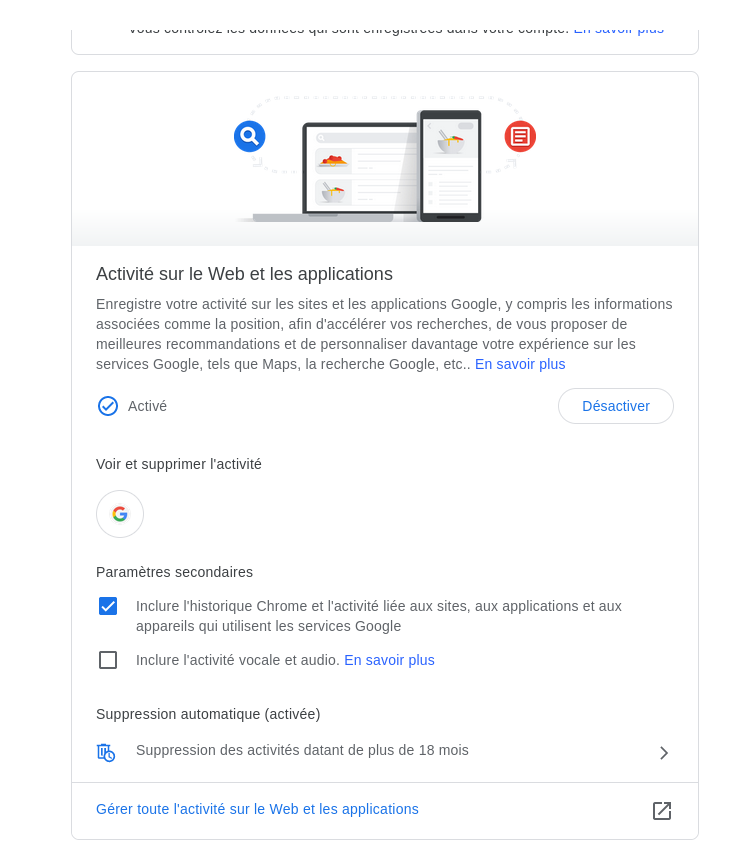 Vous contrôlez les données qui sont enregistrées dans votre compte. En savoir plus
Activité sur le Web et les applications
Enregistre votre activité sur les sites et les applications Google, y compris les informations
associées comme la position, afin d'accélérer vos recherches, de vous proposer de
meilleures recommandations et de personnaliser davantage votre expérience sur les
services Google, tels que Maps, la recherche Google, etc.. En savoir plus
Activé
Désactiver
Voir et supprimer l'activité
Paramètres secondaires
Inclure l'historique Chrome et l'activité liée aux sites, aux applications et aux
appareils qui utilisent les services Google
Inclure l'activité vocale et audio. En savoir plus
Suppression automatique (activée)
Suppression des activités datant de plus de 18 mois
Gérer toute l'activité sur le Web et les applications